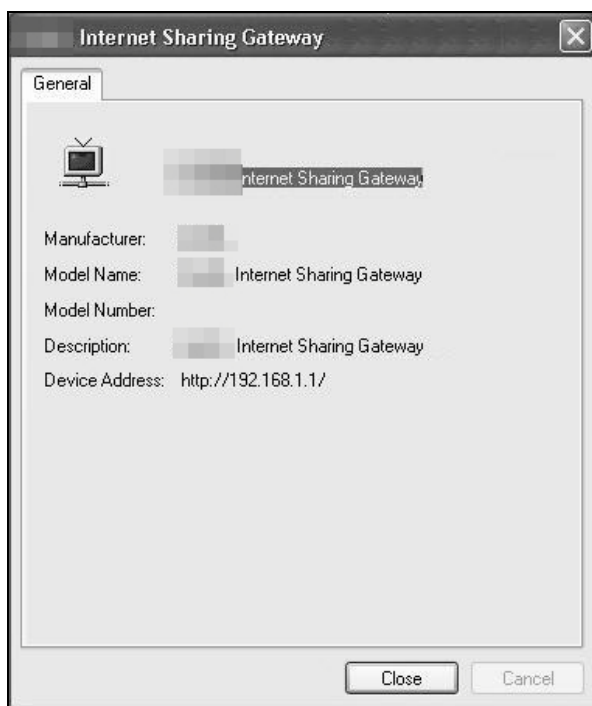 Internet Sharing Gateway
General
nternet Sharing Gateway
Manufacturer:
Model Name: Internet Sharing Gateway
Model Number:
Description: Internet Sharing Gateway
Device Address: http://192.168.1.1/
Close Cancel